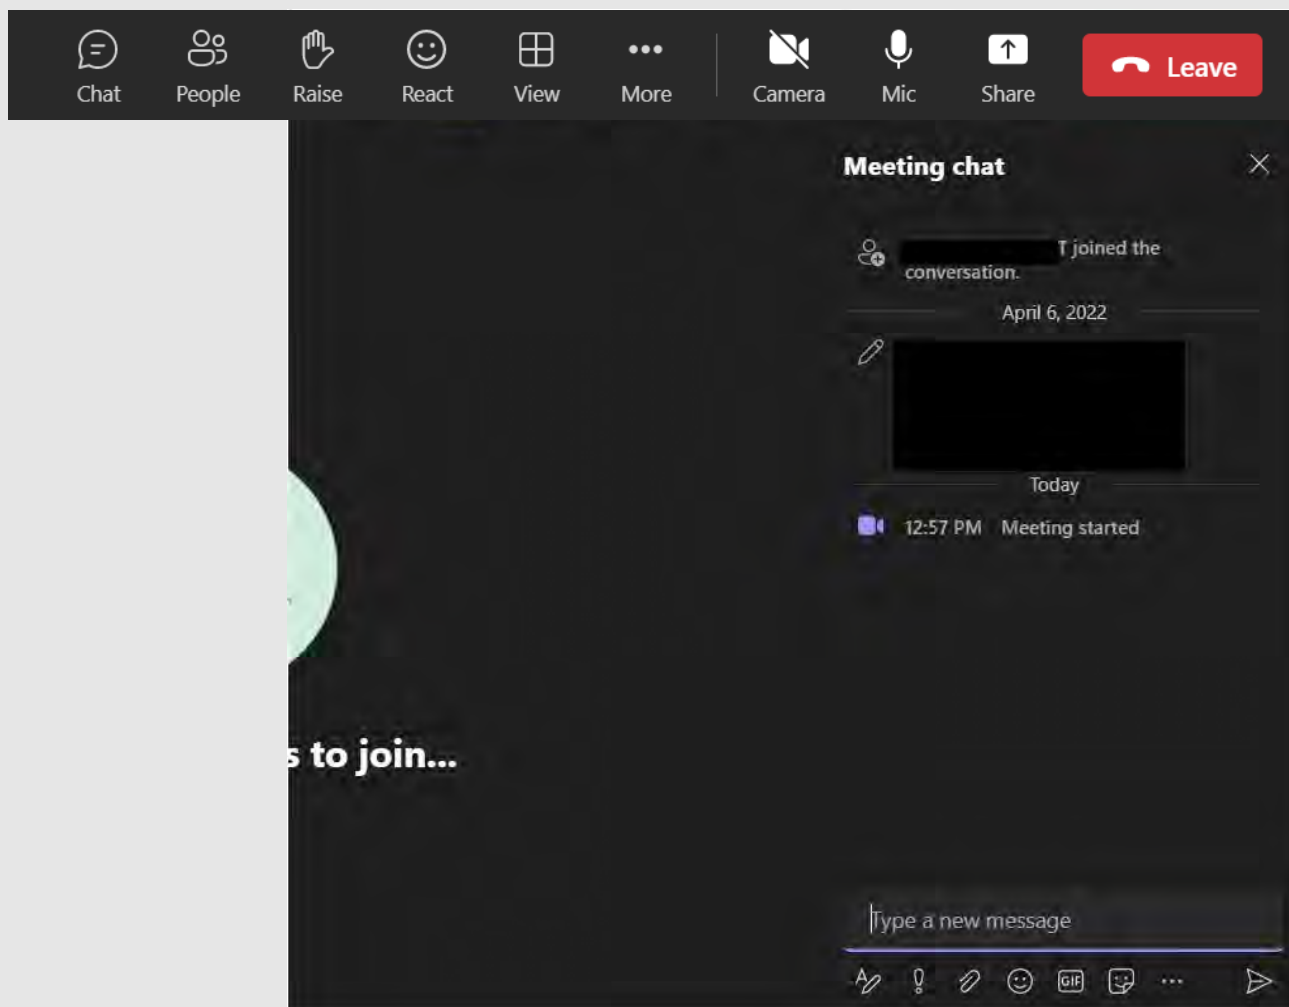 Chat People Raise React View More Camera Mic Share Leave
Meeting chat
T joined the
conversation.
April 6, 2022
Today
12:57 PM Meeting started
s to join...
Type a new message
GIF